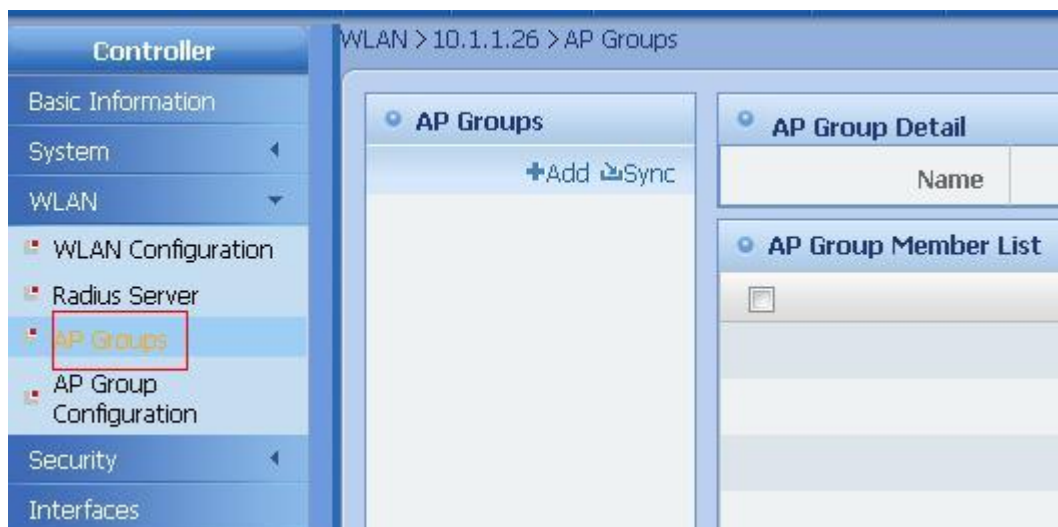 Controller
Basic Information
System
WLAN
WLAN Configuration
Radius Server
AP Groups
AP Group
Configuration
Security
Interfaces
WLAN > 10.1.1.26 > AP Groups
AP Groups
Add Sync
AP Group Detail
Name
AP Group Member List